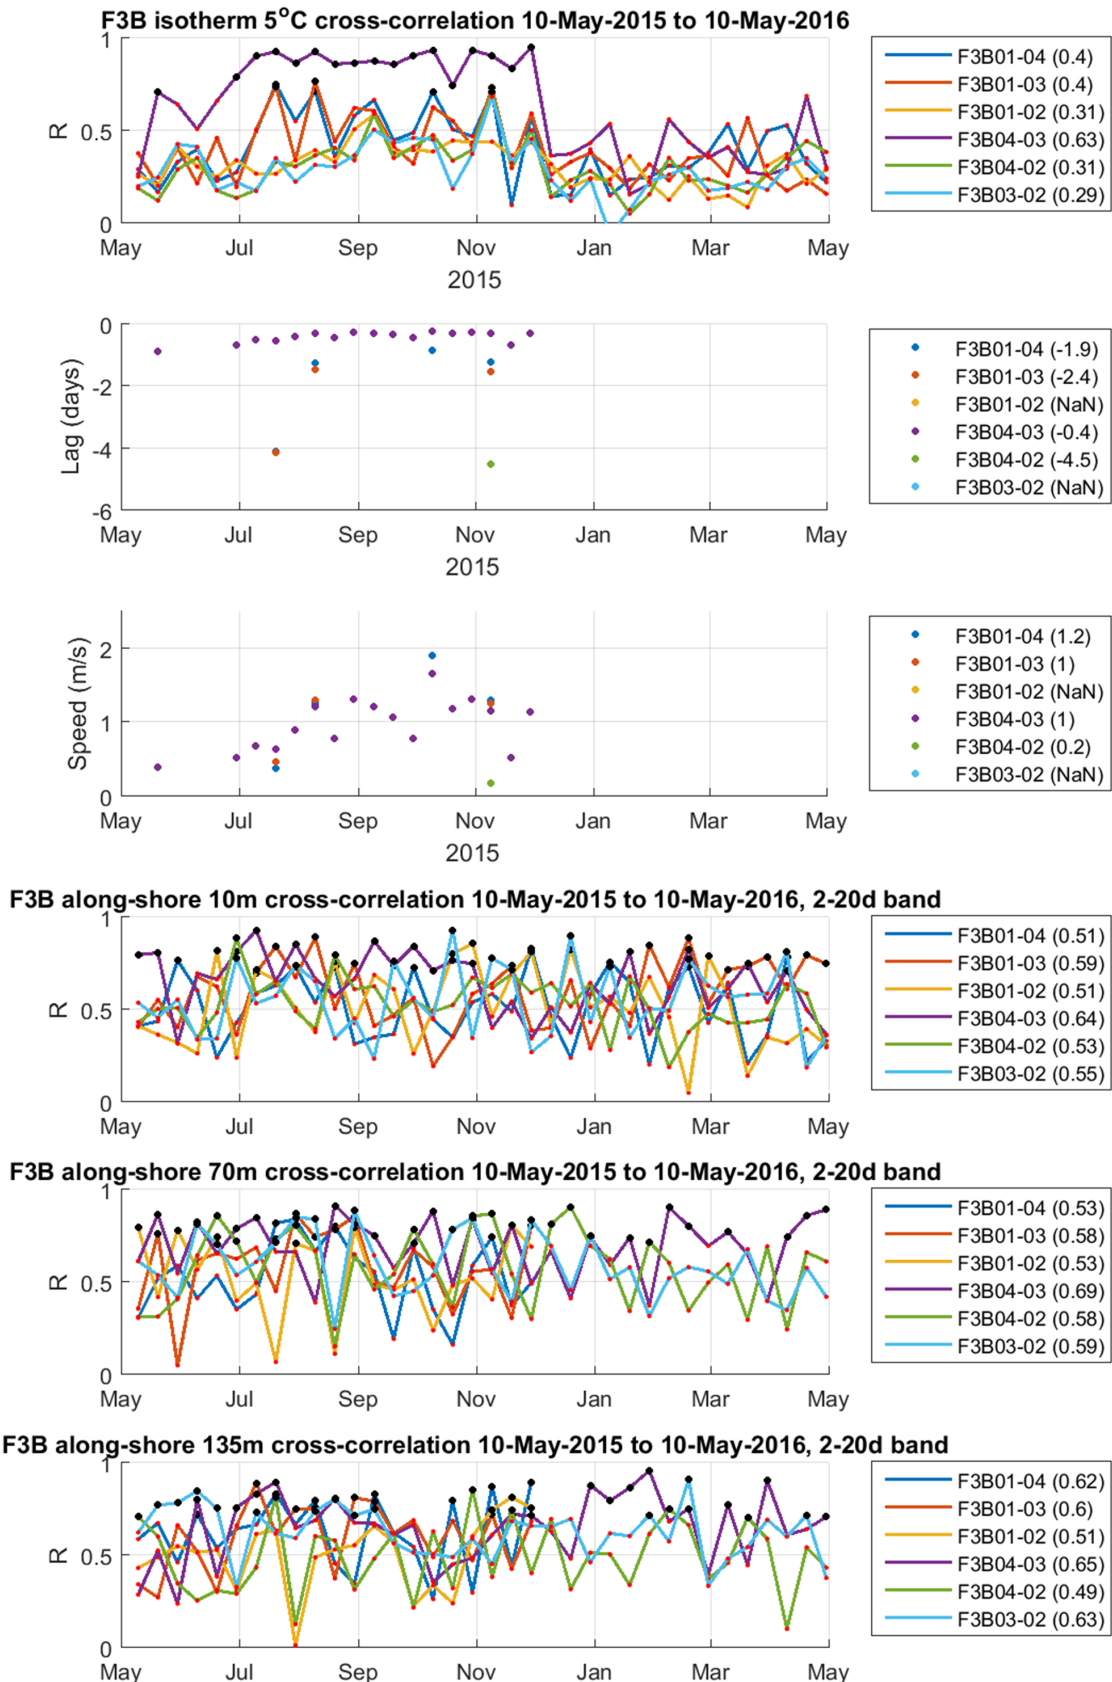 F3B isotherm 5°C cross-correlation 10-May-2015 to 10-May-2016
1
0.5
0
R
May Jul Sep Nov Jan Mar May
2015
F3B01-04 (0.4)
F3B01-03 (0.4)
F3B01-02 (0.31)
F3B04-03 (0.63)
F3B04-02 (0.31)
F3B03-02 (0.29)
0
-2
-4
-6
Lag (days)
May Jul Sep Nov Jan Mar May
2015
F3B01-04 (-1.9)
F3B01-03 (-2.4)
F3B01-02 (NaN)
F3B04-03 (-0.4)
F3B04-02 (-4.5)
F3B03-02 (NaN)
2
1
0
Speed (m/s)
May Jul Sep Nov Jan Mar May
2015
F3B01-04 (1.2)
F3B01-03 (1)
F3B01-02 (NaN)
F3B04-03 (1)
F3B04-02 (0.2)
F3B03-02 (NaN)
F3B along-shore 10m cross-correlation 10-May-2015 to 10-May-2016, 2-20d band
1
0.5
0
R
May Jul Sep Nov Jan Mar May
F3B01-04 (0.51)
F3B01-03 (0.59)
F3B01-02 (0.51)
F3B04-03 (0.64)
F3B04-02 (0.53)
F3B03-02 (0.55)
F3B along-shore 70m cross-correlation 10-May-2015 to 10-May-2016, 2-20d band
1
0.5
0
R
May Jul Sep Nov Jan Mar May
F3B01-04 (0.53)
F3B01-03 (0.58)
F3B01-02 (0.53)
F3B04-03 (0.69)
F3B04-02 (0.58)
F3B03-02 (0.59)
F3B along-shore 135m cross-correlation 10-May-2015 to 10-May-2016, 2-20d band
1
0.5
0
R
May Jul Sep Nov Jan Mar May
F3B01-04 (0.62)
F3B01-03 (0.6)
F3B01-02 (0.51)
F3B04-03 (0.65)
F3B04-02 (0.49)
F3B03-02 (0.63)